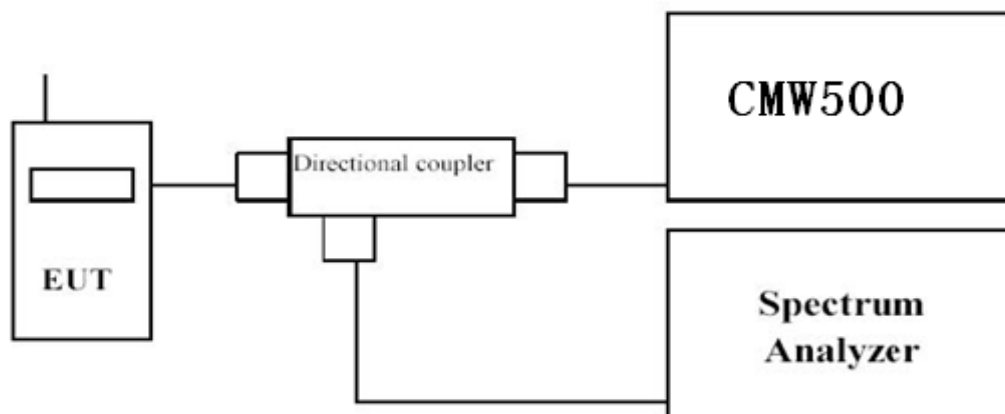 CMW500
Directional coupler
EUT
Spectrum
Analyzer